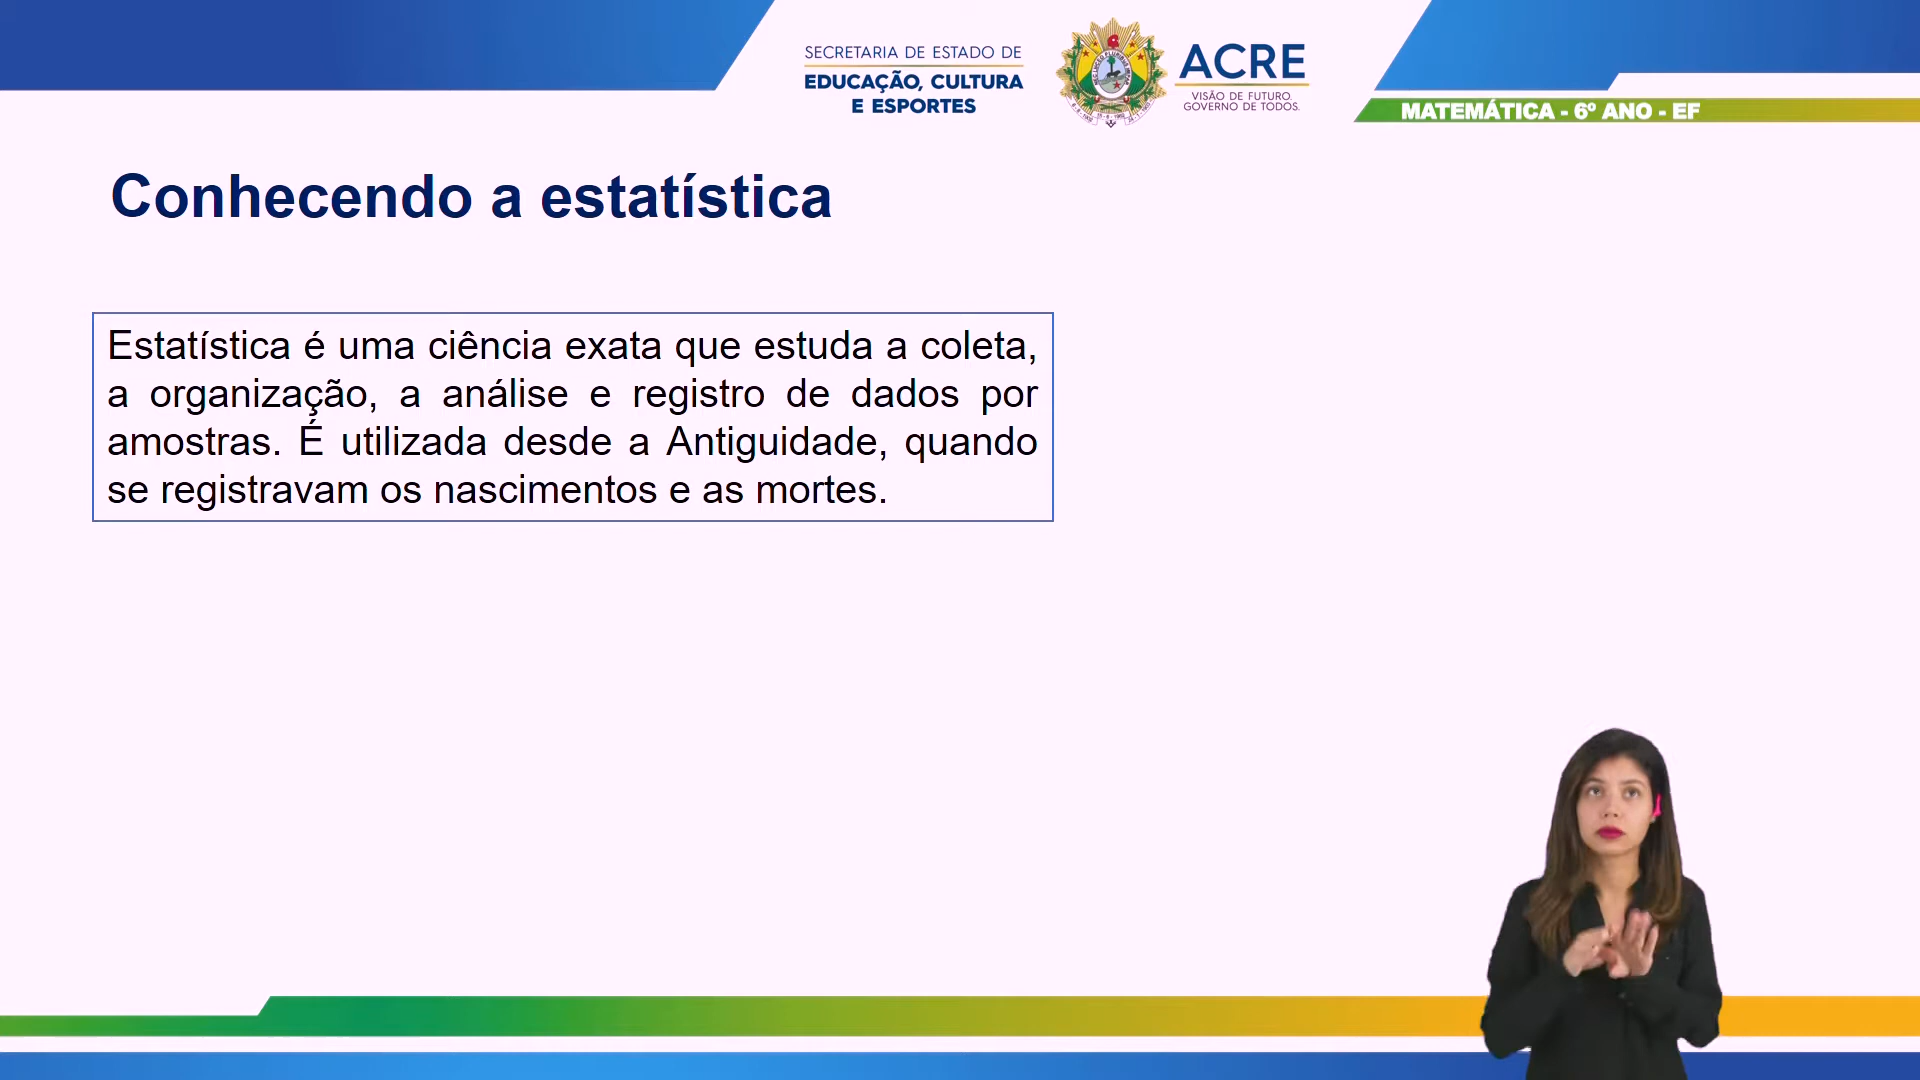 SECRETARIA DE ESTADO DE
EDUCAÇÃO, CULTURA
E ESPORTES
ACRE
VISÃO DE FUTURO.
GOVERNO DE TODOS.
MATEMÁTICA - 6º ANO - EF
Conhecendo a estatística
Estatística é uma ciência exata que estuda a coleta,
a organização, a análise e registro de dados por
amostras. É utilizada desde a Antiguidade, quando
se registravam os nascimentos e as mortes.